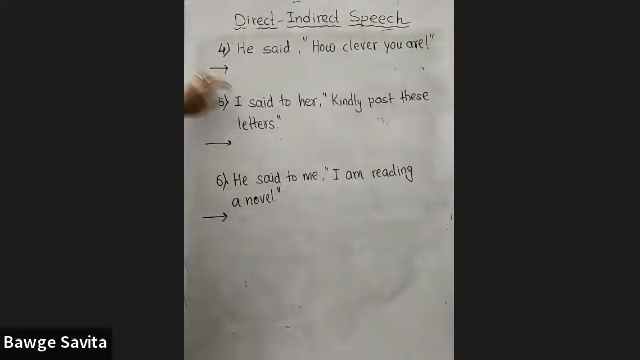 Direct-Indirect Speech
4) He said, "How clever you are!"
→
5) I said to her, "Kindly post these
letters."
→
6) He said to me, "I am reading
a novel."
→
Bawge Savita